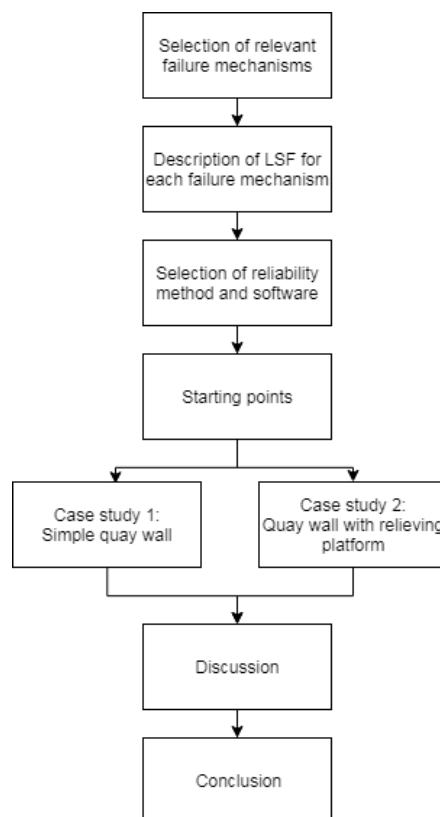 Selection of relevant
failure mechanisms
Description of LSF for
each failure mechanism
Selection of reliability
method and software
Starting points
Case study 1:
Simple quay wall
Case study 2:
Quay wall with relieving
platform
Discussion
Conclusion